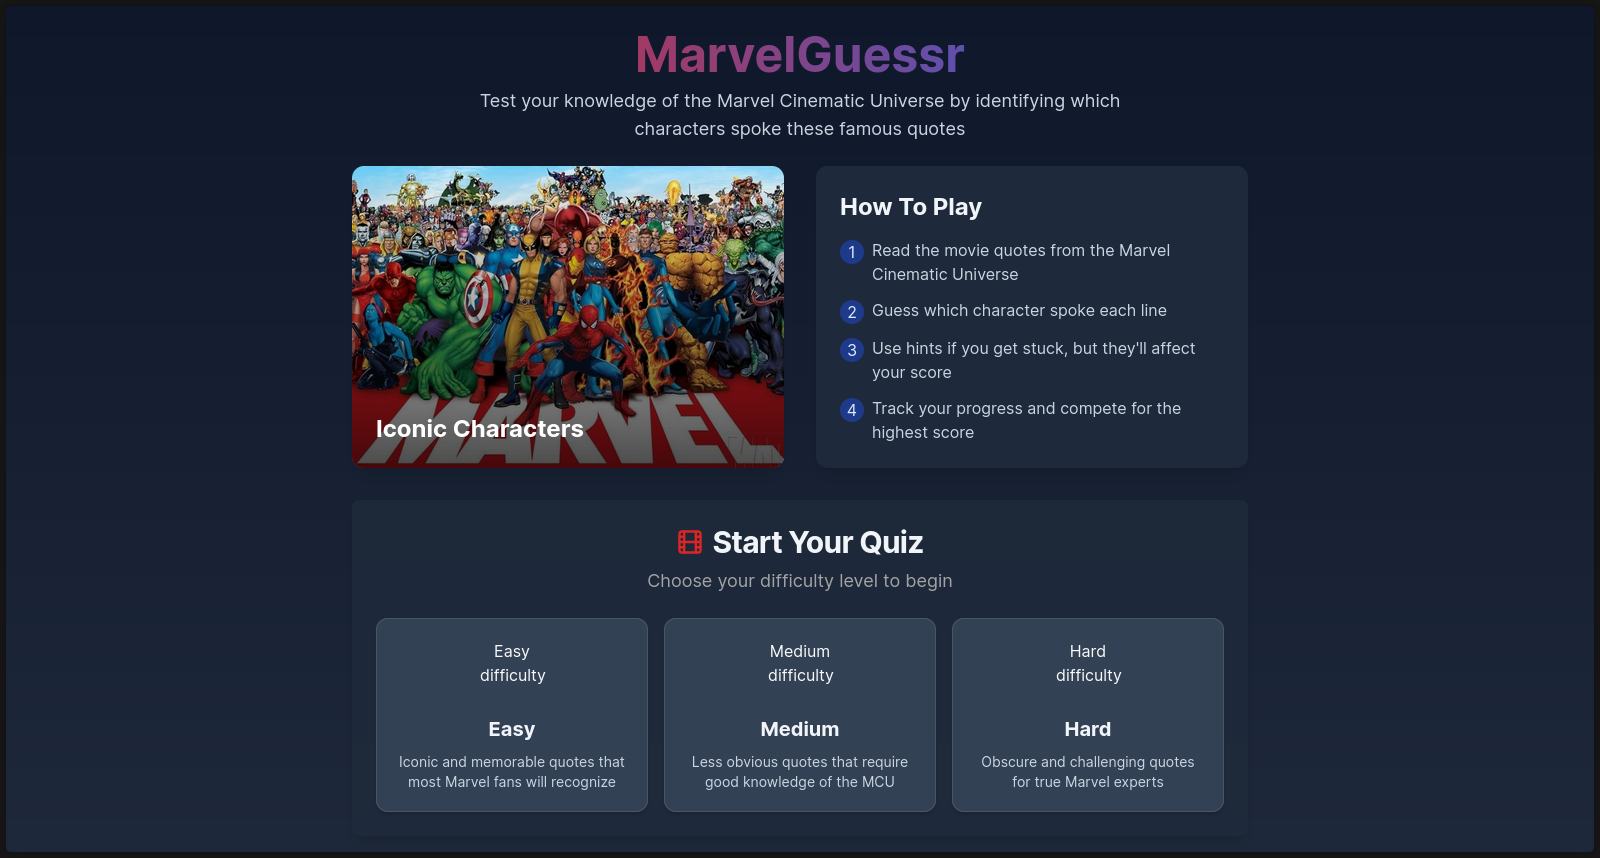 MarvelGuessr
Test your knowledge of the Marvel Cinematic Universe by identifying which
characters spoke these famous quotes
MARVEL
Iconic Characters
How To Play
1 Read the movie quotes from the Marvel
Cinematic Universe
2 Guess which character spoke each line
3 Use hints if you get stuck, but they'll affect
your score
4 Track your progress and compete for the
highest score
Start Your Quiz
Choose your difficulty level to begin
Easy
difficulty
Easy
Iconic and memorable quotes that
most Marvel fans will recognize
Medium
difficulty
Medium
Less obvious quotes that require
good knowledge of the MCU
Hard
difficulty
Hard
Obscure and challenging quotes
for true Marvel experts